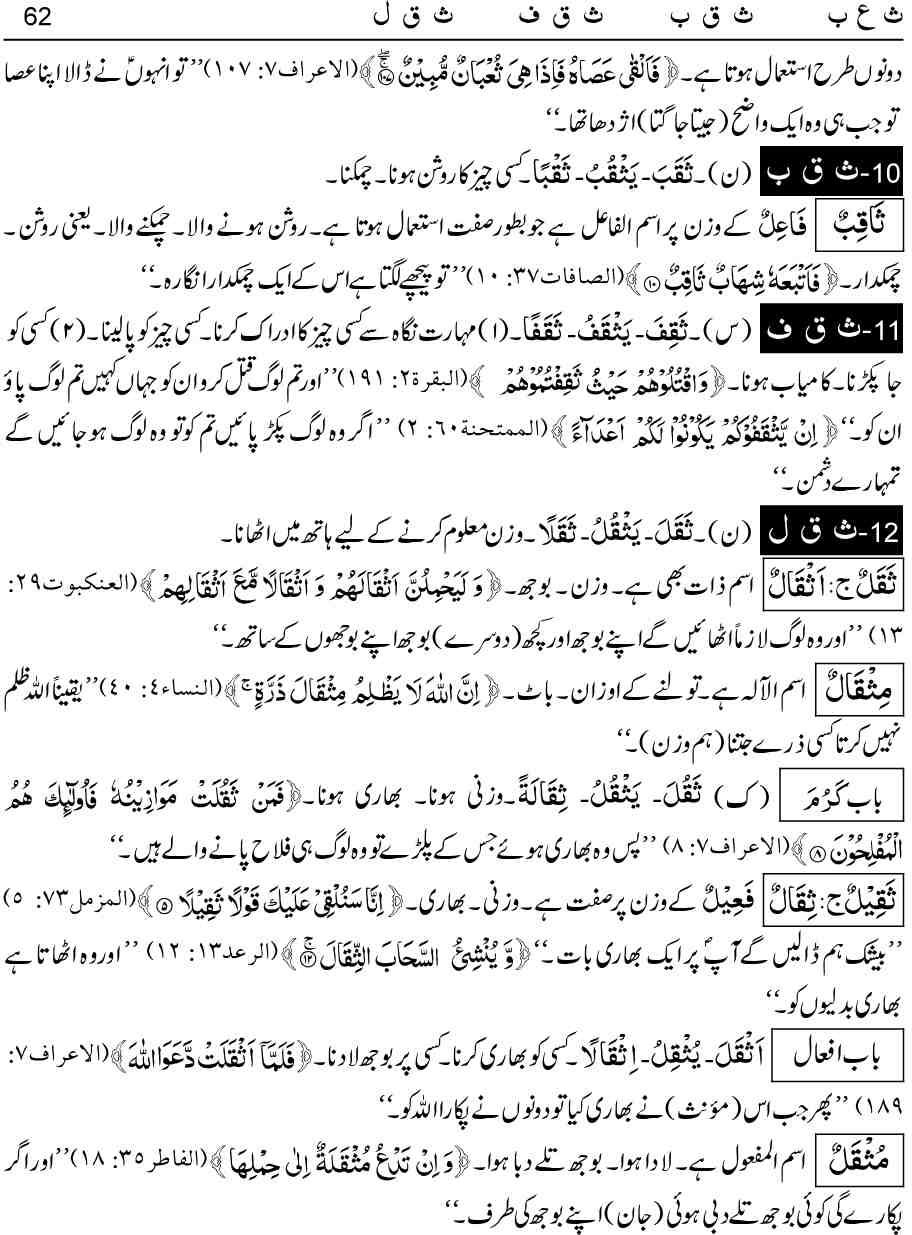 ث ع ب ث ق ب ث ق ف ث ق ل 62
دونوں طرح استعمال ہوتا ہے۔ ﴿فَاَلْقٰى عَصَاهُ فَاِذَا هِيَ ثُعْبَانٌ مُّبِيْنٌ ۝۱۰۷ۚۖ﴾ (الاعراف۷: ۱۰۷) ’’تو انہوںؑ نے ڈالا اپنا عصا
تو جب ہی وہ ایک واضح (جیتا جاگتا) اژدھا تھا۔‘‘
10- ث ق ب (ن)۔ ثَقَبَ۔ يَثْقُبُ۔ ثَقْبًا۔ کسی چیز کا روشن ہونا۔ چمکنا۔
ثَاقِبٌ فَاعِلٌ کے وزن پر اسم الفاعل ہے جو بطور صفت استعمال ہوتا ہے۔ روشن ہونے والا۔ چمکنے والا۔ یعنی روشن۔
چمکدار۔ ﴿فَاَتْبَعَهٗ شِهَابٌ ثَاقِبٌ ۝۱۰﴾ (الصافات۳۷: ۱۰) ’’تو پیچھے لگتا ہے اس کے ایک چمکدار انگارہ۔‘‘
11- ث ق ف (س)۔ ثَقِفَ۔ يَثْقَفُ۔ ثَقَفًا۔ (۱) مہارت نگاہ سے کسی چیز کا ادراک کرنا۔ کسی چیز کو پا لینا۔ (۲) کسی کو
جا پکڑنا۔ کامیاب ہونا۔ ﴿وَاقْتُلُوْهُمْ حَيْثُ ثَقِفْتُمُوْهُمْ﴾ (البقرة۲: ۱۹۱) ’’اور تم لوگ قتل کرو ان کو جہاں کہیں تم لوگ پاؤ
ان کو۔‘‘ ﴿اِنْ يَّثْقَفُوْكُمْ يَكُوْنُوْا لَكُمْ اَعْدَآءً﴾ (الممتحنة۶۰: ۲) ’’اگر وہ لوگ پکڑ پائیں تم کو تو وہ لوگ ہو جائیں گے
تمہارے دشمن۔‘‘
12- ث ق ل (ن)۔ ثَقَلَ۔ يَثْقُلُ۔ ثَقَلًا۔ وزن معلوم کرنے کے لیے ہاتھ میں اٹھانا۔
ثَقَلٌ ج: اَثْقَالٌ اسم ذات بھی ہے۔ وزن۔ بوجھ۔ ﴿وَ لَيَحْمِلُنَّ اَثْقَالَهُمْ وَ اَثْقَالًا مَّعَ اَثْقَالِهِمْ﴾ (العنکبوت۲۹:
۱۳) ’’اور وہ لوگ لازماً اٹھائیں گے اپنے بوجھ اور کچھ (دوسرے) بوجھ اپنے بوجھوں کے ساتھ۔‘‘
مِثْقَالٌ اسم الآلہ ہے۔ تولنے کے اوزان۔ باٹ۔ ﴿اِنَّ اللّٰهَ لَا يَظْلِمُ مِثْقَالَ ذَرَّةٍ ۚ﴾ (النساء٤: ۴۰) ’’یقیناً اللہ ظلم
نہیں کرتا کسی ذرے جتنا (ہم وزن)۔‘‘
باب كَرُمَ (ک) ثَقُلَ۔ يَثْقُلُ۔ ثِقَالَةً۔ وزنی ہونا۔ بھاری ہونا۔ ﴿فَمَنْ ثَقُلَتْ مَوَازِيْنُهٗ فَاُولٰٓئِكَ هُمُ
الْمُفْلِحُوْنَ ۝۸﴾ (الاعراف۷: ۸) ’’پس وہ بھاری ہوئے جس کے پلڑے تو وہ لوگ ہی فلاح پانے والے ہیں۔‘‘
ثَقِيْلٌ ج: ثِقَالٌ فَعِيْلٌ کے وزن پر صفت ہے۔ وزنی۔ بھاری۔ ﴿اِنَّا سَنُلْقِيْ عَلَيْكَ قَوْلًا ثَقِيْلًا ۝۵﴾ (المزمل۷۳: ۵)
’’بیشک ہم ڈالیں گے آپؐ پر ایک بھاری بات۔‘‘ ﴿وَّ يُنْشِئُ السَّحَابَ الثِّقَالَ ۝۱۲ۚ﴾ (الرعد۱۳: ۱۲) ’’اور وہ اٹھاتا ہے
بھاری بدلیوں کو۔‘‘
باب افعال اَثْقَلَ۔ يُثْقِلُ۔ اِثْقَالًا۔ کسی کو بھاری کرنا۔ کسی پر بوجھ لادنا۔ ﴿فَلَمَّآ اَثْقَلَتْ دَّعَوَا اللّٰهَ﴾ (الاعراف۷:
۱۸۹) ’’پھر جب اس (مؤنث) نے بھاری کیا تو دونوں نے پکارا اللہ کو۔‘‘
مُثْقَلٌ اسم المفعول ہے۔ لادا ہوا۔ بوجھ تلے دبا ہوا۔ ﴿وَ اِنْ تَدْعُ مُثْقَلَةٌ اِلٰى حِمْلِهَا﴾ (الفاطر۳۵: ۱۸) ’’اور اگر
پکارے گی کوئی بوجھ تلے دبی ہوئی (جان) اپنے بوجھ کی طرف۔‘‘